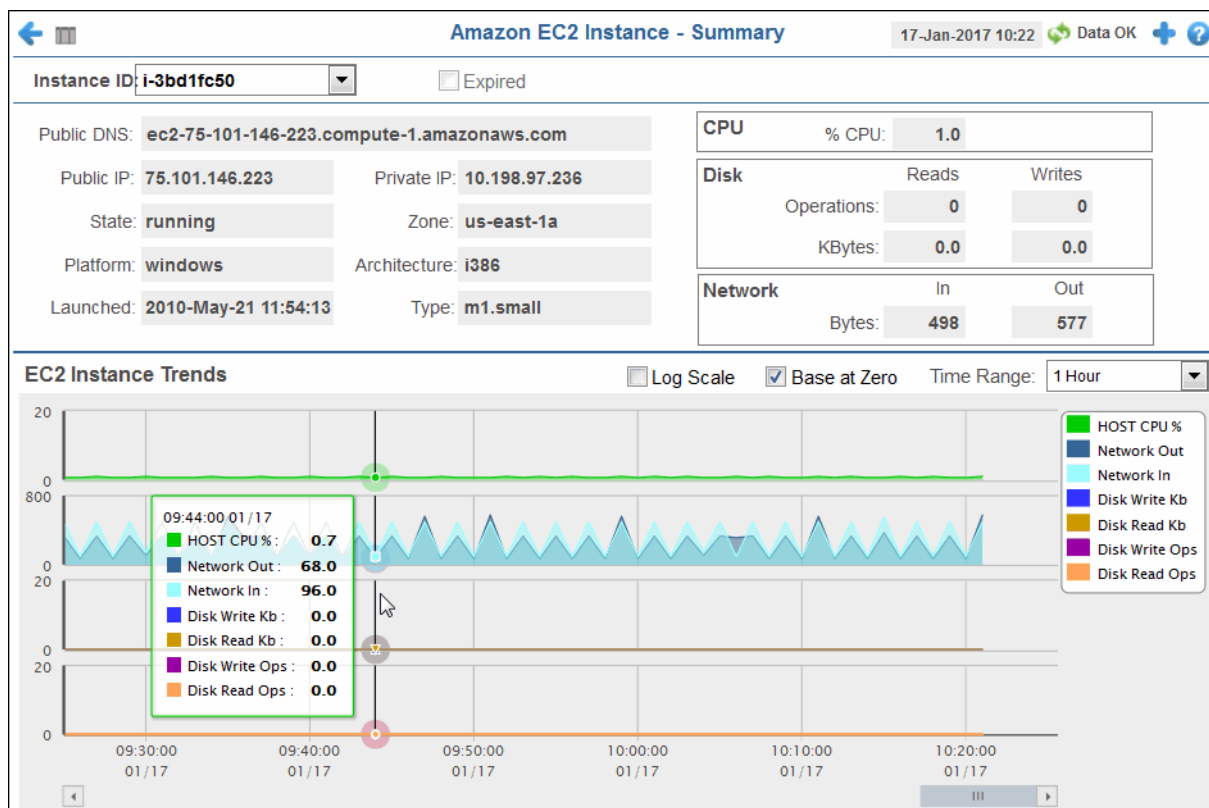 Amazon EC2 Instance - Summary
17-Jan-2017 10:22 Data OK
Instance ID: i-3bd1fc50 Expired
Public DNS: ec2-75-101-146-223.compute-1.amazonaws.com
Public IP: 75.101.146.223 Private IP: 10.198.97.236
State: running Zone: us-east-1a
Platform: windows Architecture: i386
Launched: 2010-May-21 11:54:13 Type: m1.small
CPU % CPU: 1.0
Disk Reads Writes
Operations: 0 0
KBytes: 0.0 0.0
Network In Out
Bytes: 498 577
EC2 Instance Trends Log Scale Base at Zero Time Range: 1 Hour
20
0
800
0
20
0
20
0
09:44:00 01/17
HOST CPU % : 0.7
Network Out : 68.0
Network In : 96.0
Disk Write Kb : 0.0
Disk Read Kb : 0.0
Disk Write Ops : 0.0
Disk Read Ops : 0.0
HOST CPU %
Network Out
Network In
Disk Write Kb
Disk Read Kb
Disk Write Ops
Disk Read Ops
09:30:00 09:40:00 09:50:00 10:00:00 10:10:00 10:20:00
01/17 01/17 01/17 01/17 01/17 01/17